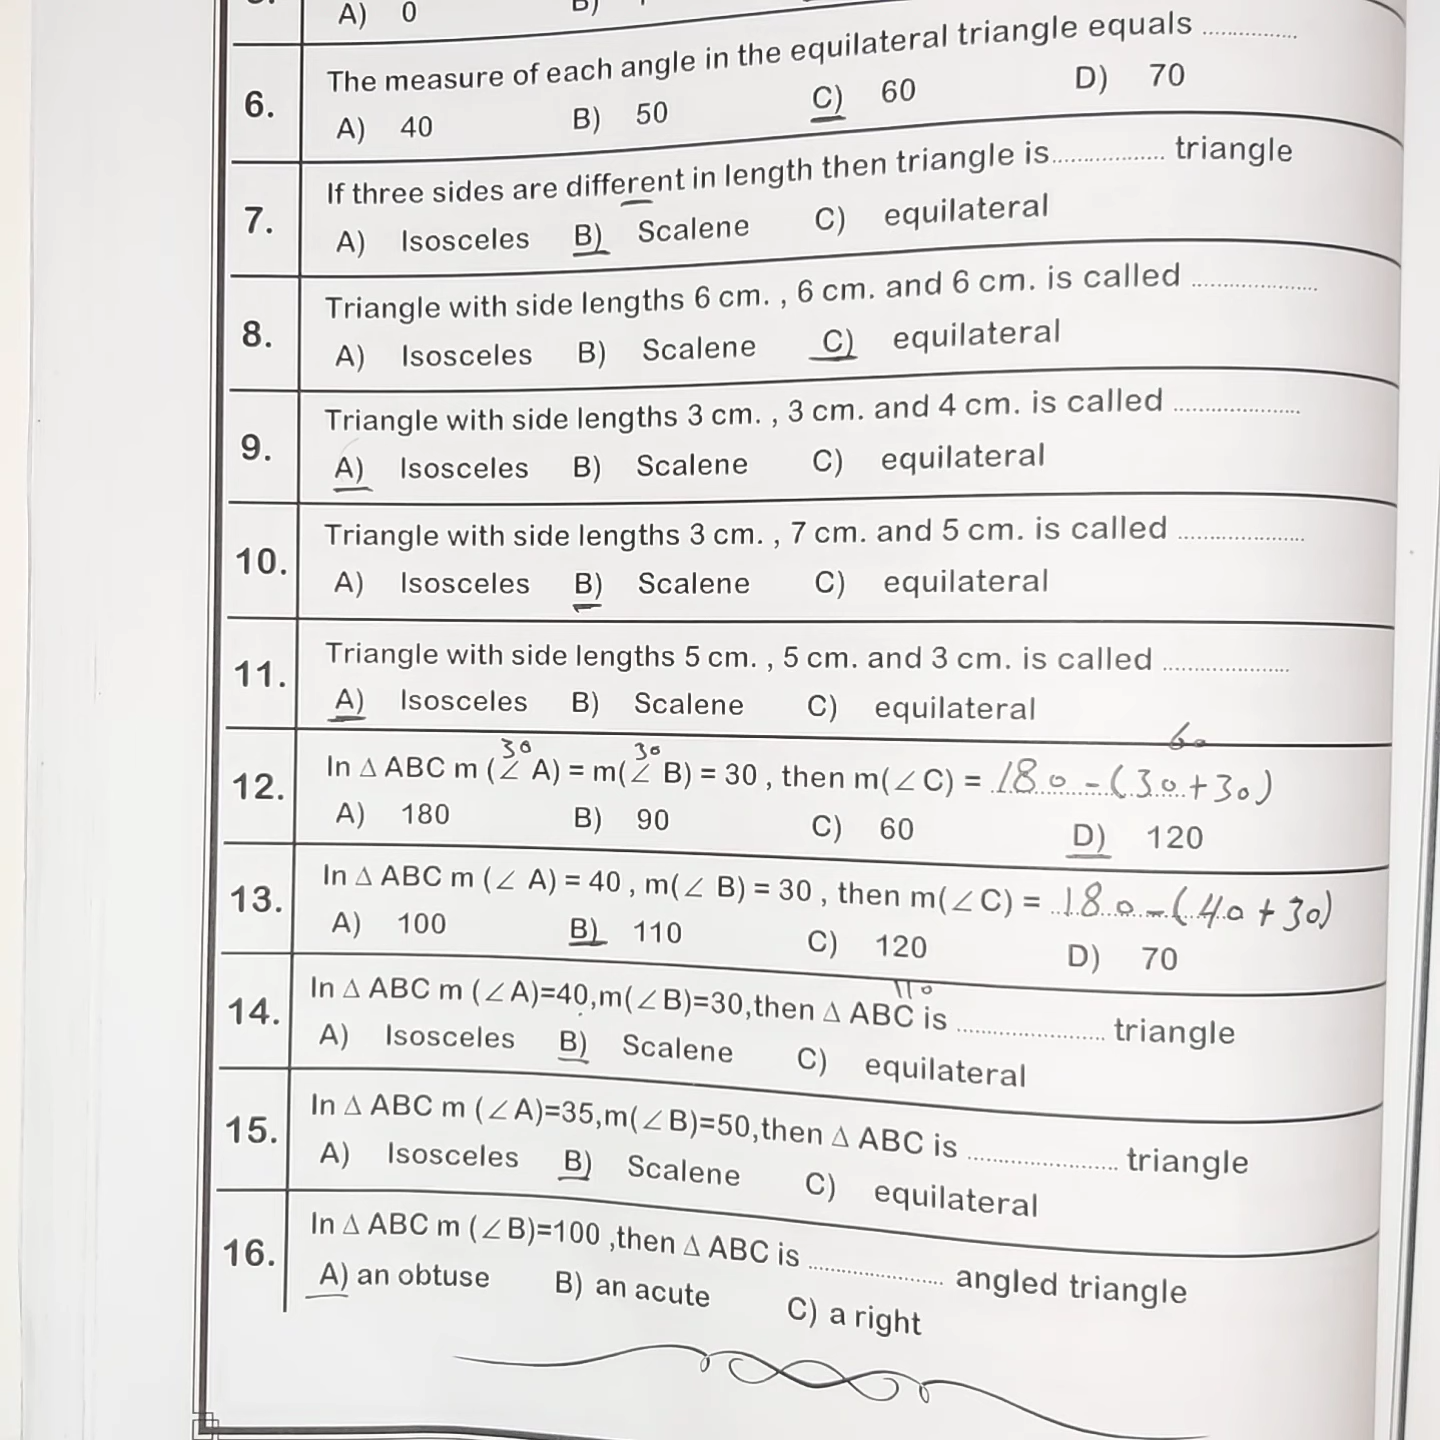 A) 0 B)
6. The measure of each angle in the equilateral triangle equals ...............
A) 40 B) 50 C) 60 D) 70
7. If three sides are different in length then triangle is.................. triangle
A) Isosceles B) Scalene C) equilateral
8. Triangle with side lengths 6 cm. , 6 cm. and 6 cm. is called ....................
A) Isosceles B) Scalene C) equilateral
9. Triangle with side lengths 3 cm. , 3 cm. and 4 cm. is called ....................
A) Isosceles B) Scalene C) equilateral
10. Triangle with side lengths 3 cm. , 7 cm. and 5 cm. is called ....................
A) Isosceles B) Scalene C) equilateral
11. Triangle with side lengths 5 cm. , 5 cm. and 3 cm. is called ....................
A) Isosceles B) Scalene C) equilateral
30 30 60
12. In Δ ABC m (∠ A) = m(∠ B) = 30 , then m(∠ C) = 180 - (30+30)
A) 180 B) 90 C) 60 D) 120
13. In Δ ABC m (∠ A) = 40 , m(∠ B) = 30 , then m(∠C) = 180 - (40 + 30)
A) 100 B) 110 C) 120 D) 70
110
14. In Δ ABC m (∠A)=40,m(∠B)=30,then Δ ABC is ...................... triangle
A) Isosceles B) Scalene C) equilateral
15. In Δ ABC m (∠A)=35,m(∠B)=50,then Δ ABC is ...................... triangle
A) Isosceles B) Scalene C) equilateral
16. In Δ ABC m (∠B)=100 ,then Δ ABC is .................... angled triangle
A) an obtuse B) an acute C) a right